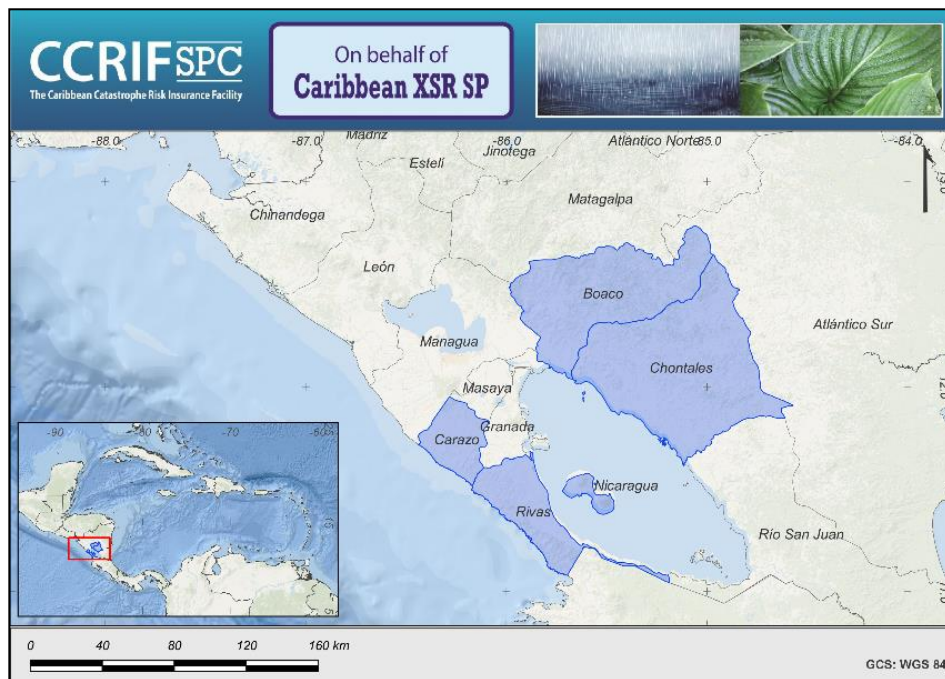 CCRIF SPC
The Caribbean Catastrophe Risk Insurance Facility
On behalf of
Caribbean XSR SP
-88.0
-87.0
Madriz
-86.0
Atlántico Norte
-85.0
-84.0
Jinotega
Estelí
Matagalpa
Chinandega
León
Boaco
Atlántico Sur
Managua
Chontales
Masaya
12.0
Granada
Carazo
Nicaragua
Rivas
Río San Juan
-90
-80
-70
-60
0
40
80
120
160 km
GCS: WGS 84